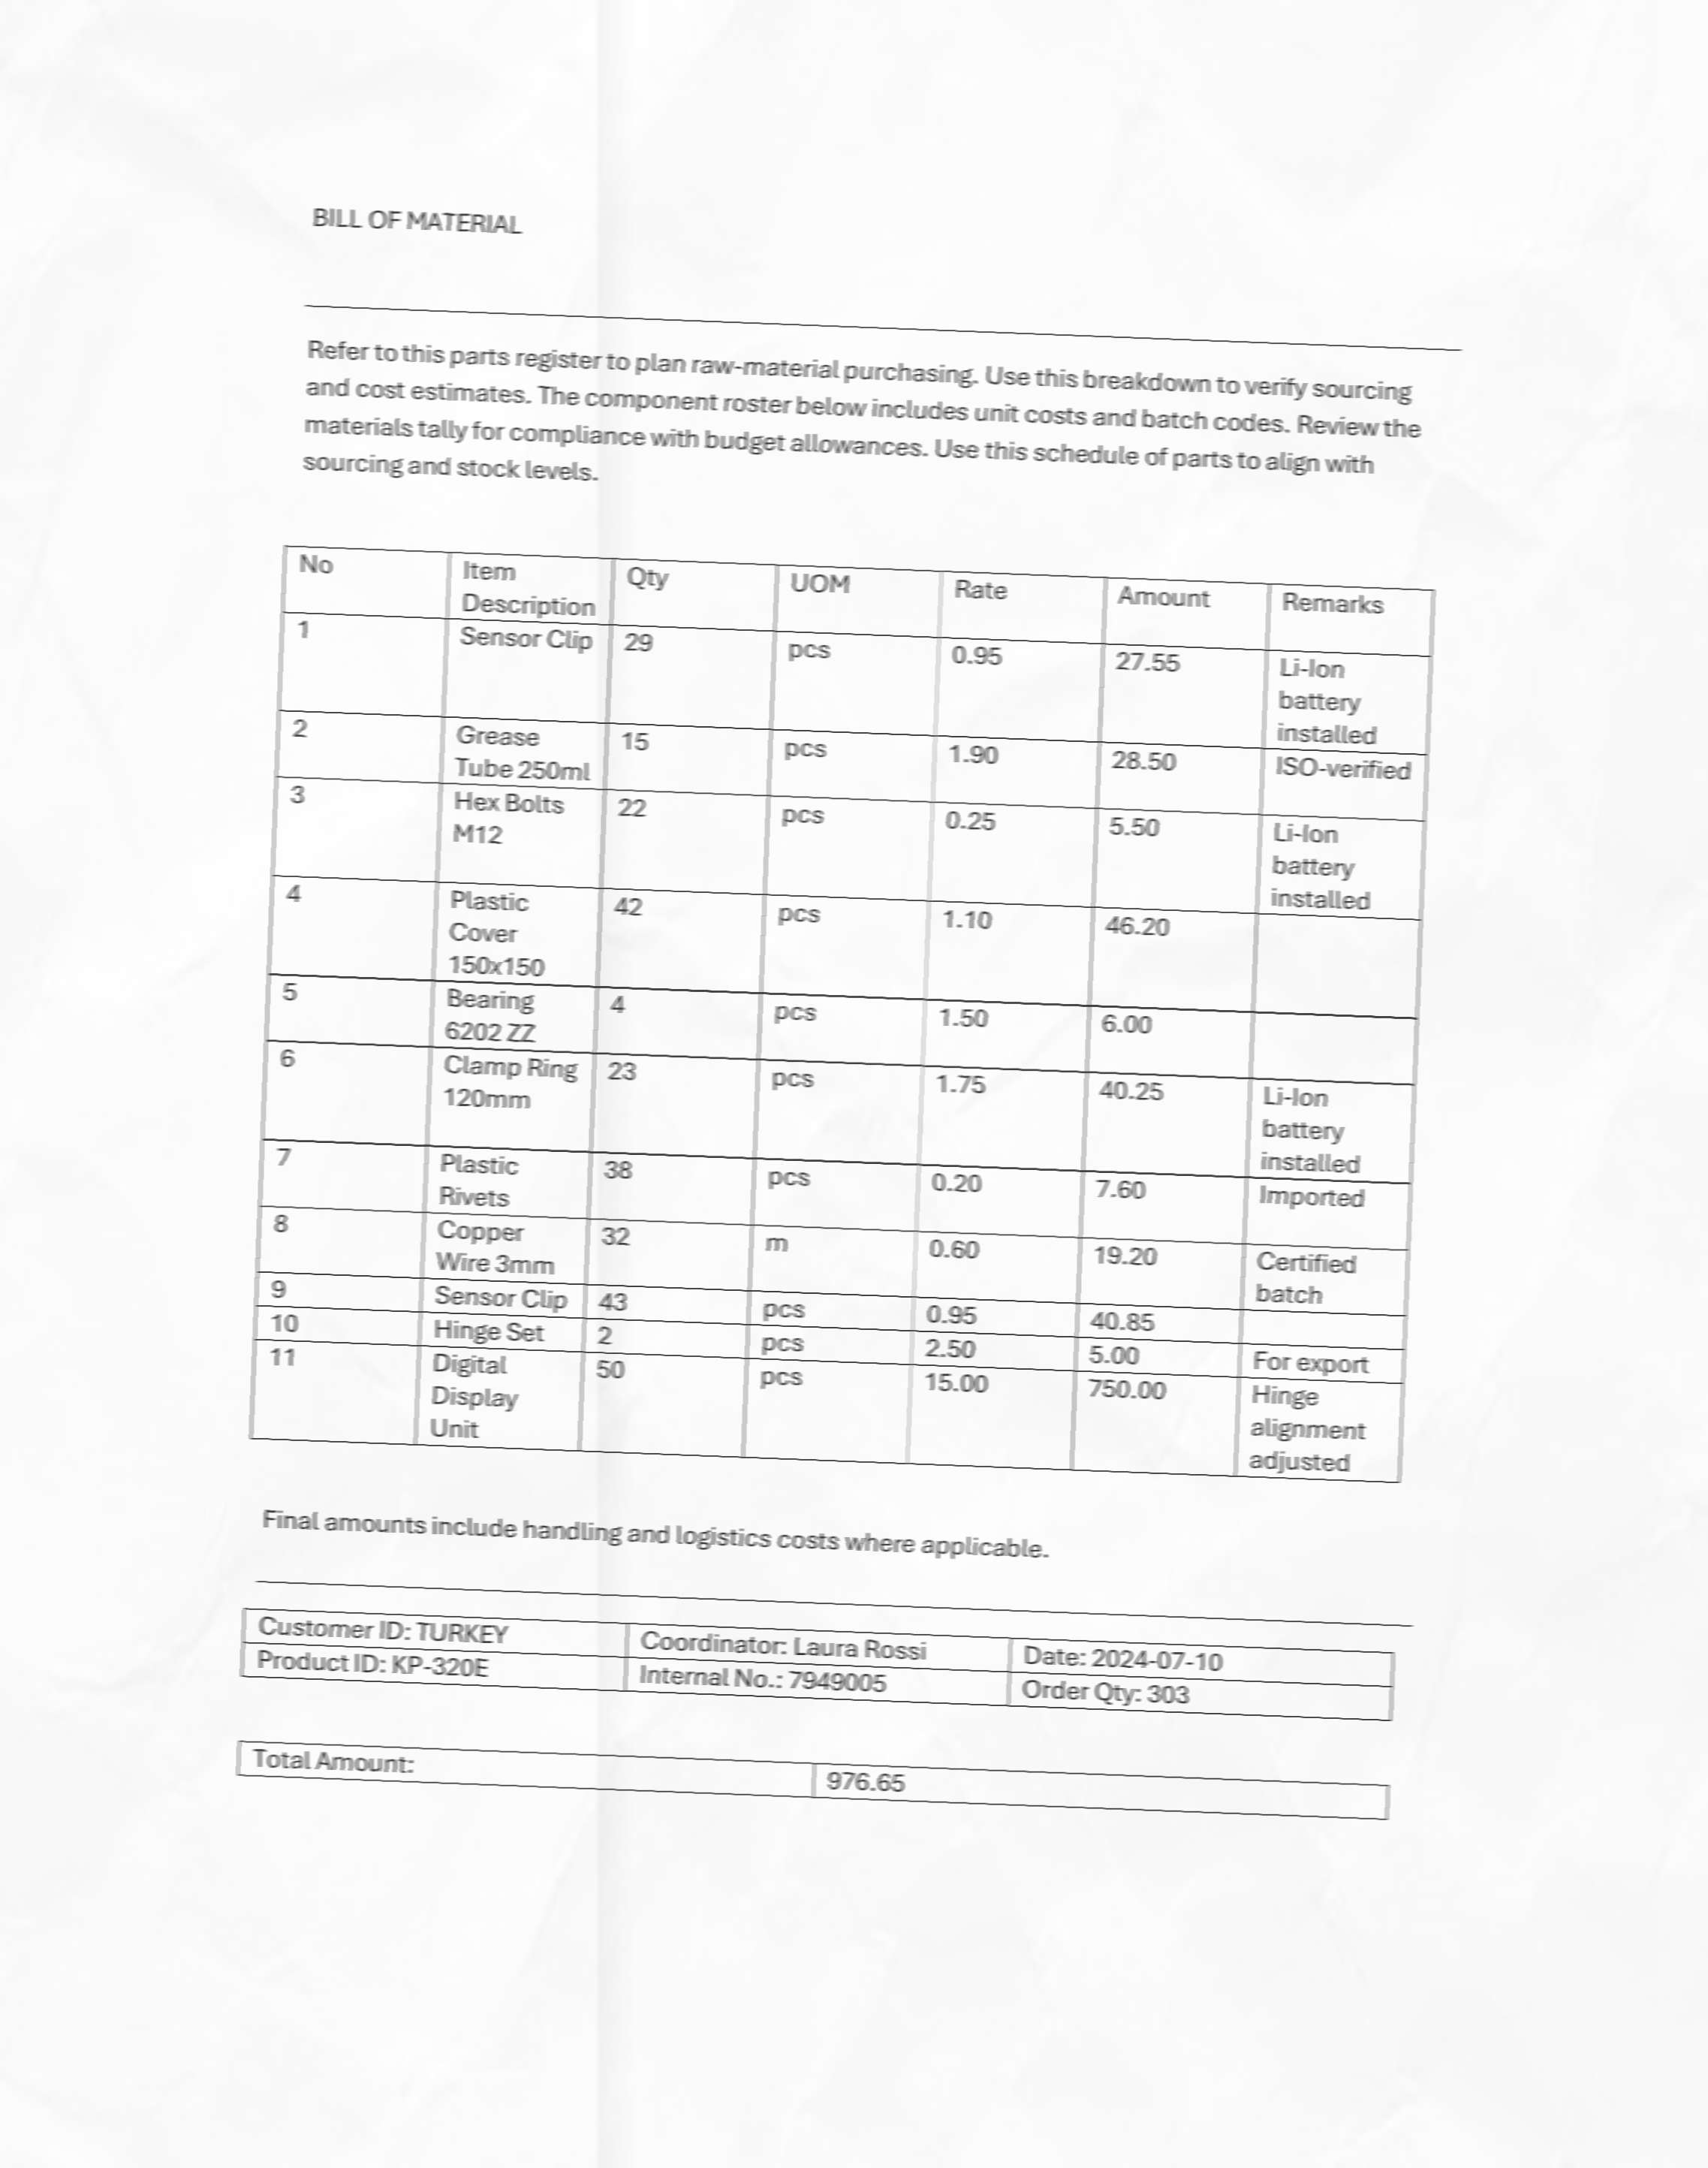 BILL OF MATERIAL
Refer to this parts register to plan raw-material purchasing. Use this breakdown to verify sourcing
and cost estimates. The component roster below includes unit costs and batch codes. Review the
materials tally for compliance with budget allowances. Use this schedule of parts to align with
sourcing and stock levels.
No Item Description Qty UOM Rate Amount Remarks
1 Sensor Clip 29 pcs 0.95 27.55 Li-Ion battery installed
2 Grease Tube 250ml 15 pcs 1.90 28.50 ISO-verified
3 Hex Bolts M12 22 pcs 0.25 5.50 Li-Ion battery installed
4 Plastic Cover 150x150 42 pcs 1.10 46.20
5 Bearing 6202 ZZ 4 pcs 1.50 6.00
6 Clamp Ring 120mm 23 pcs 1.75 40.25 Li-Ion battery installed
7 Plastic Rivets 38 pcs 0.20 7.60 Imported
8 Copper Wire 3mm 32 m 0.60 19.20 Certified batch
9 Sensor Clip 43 pcs 0.95 40.85
10 Hinge Set 2 pcs 2.50 5.00 For export
11 Digital Display Unit 50 pcs 15.00 750.00 Hinge alignment adjusted
Final amounts include handling and logistics costs where applicable.
Customer ID: TURKEY Coordinator: Laura Rossi Date: 2024-07-10
Product ID: KP-320E Internal No.: 7949005 Order Qty: 303
Total Amount: 976.65